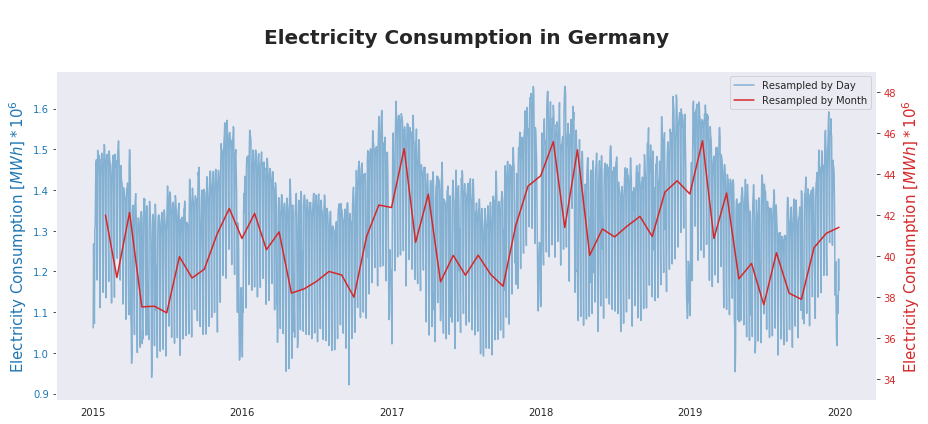 Electricity Consumption in Germany
Resampled by Day
Resampled by Month
Electricity Consumption [MWh] * 10^6
1.6
1.5
1.4
1.3
1.2
1.1
1.0
0.9
48
46
44
42
40
38
36
34
Electricity Consumption [MWh] * 10^6
2015 2016 2017 2018 2019 2020